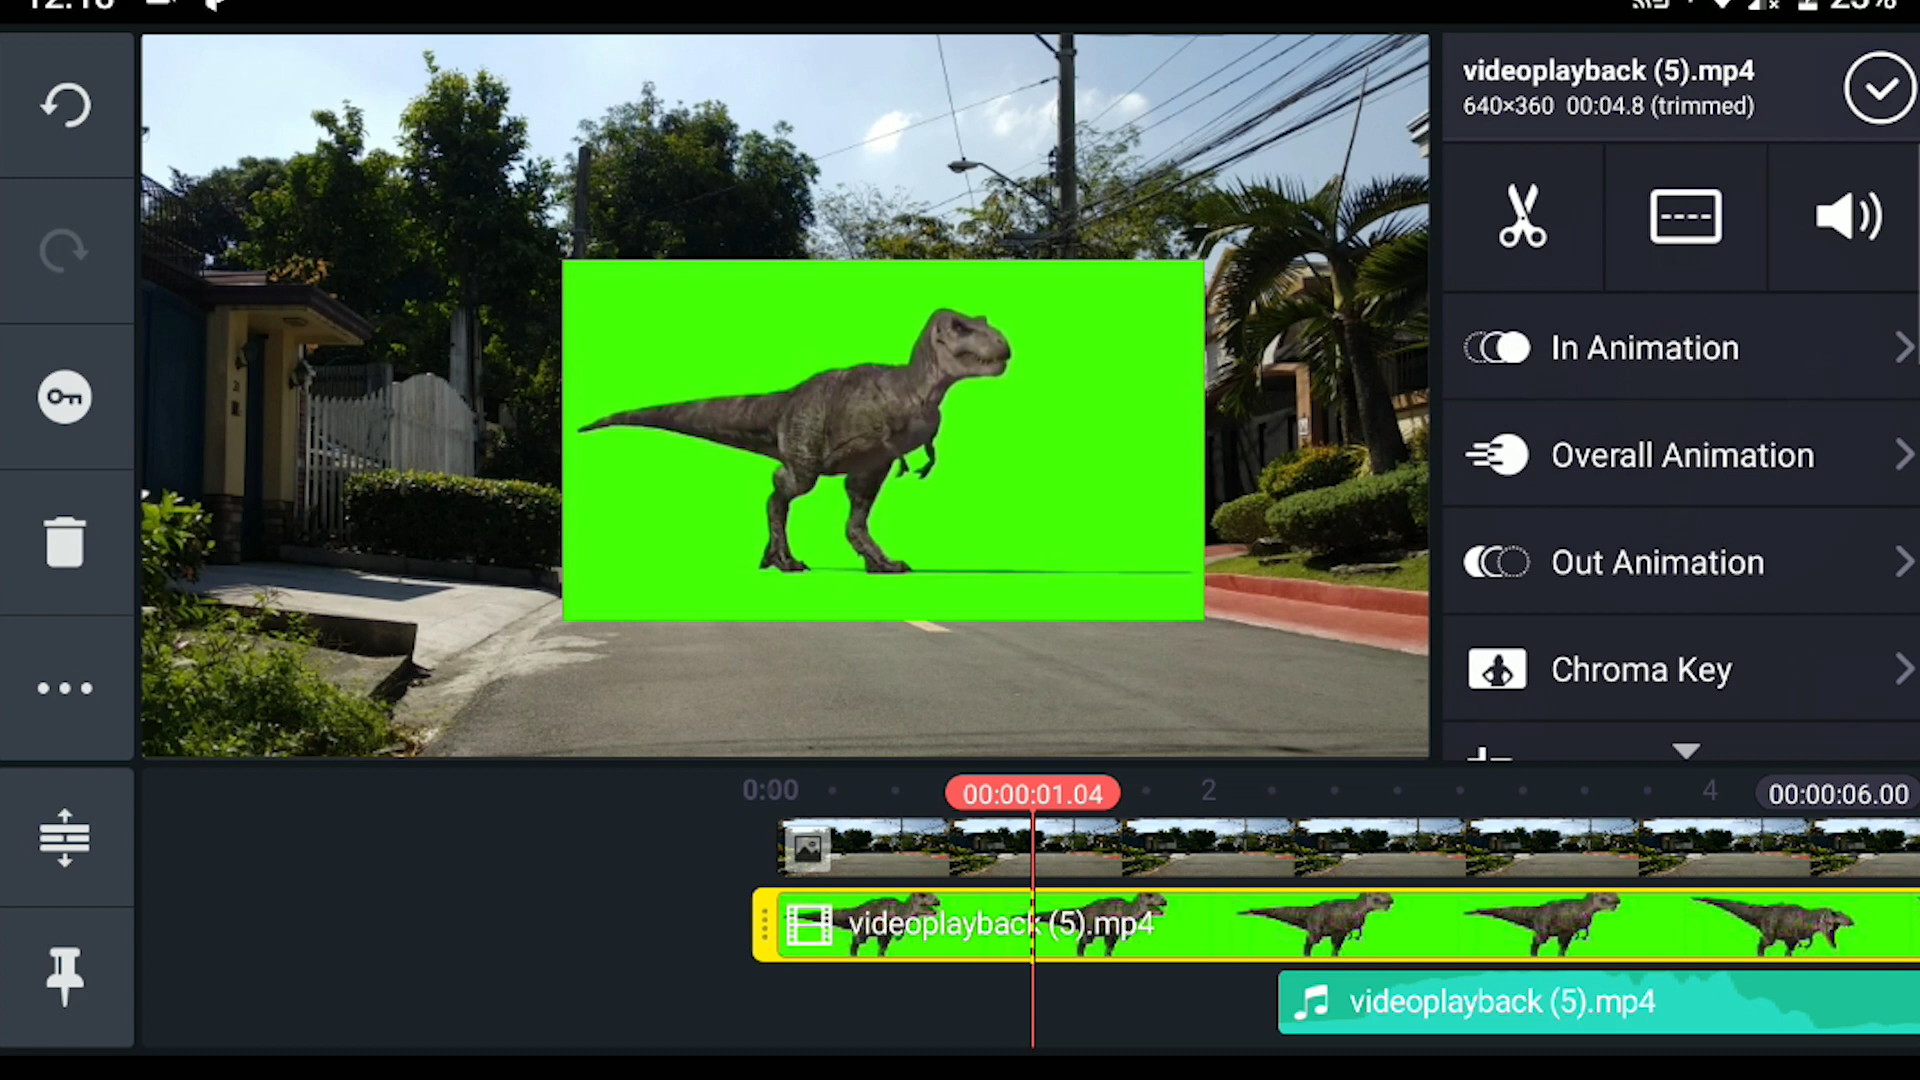 videoplayback (5).mp4
640×360 00:04.8 (trimmed)
In Animation
Overall Animation
Out Animation
Chroma Key
0:00
00:00:01.04
2
4
00:00:06.00
videoplayback (5).mp4
videoplayback (5).mp4